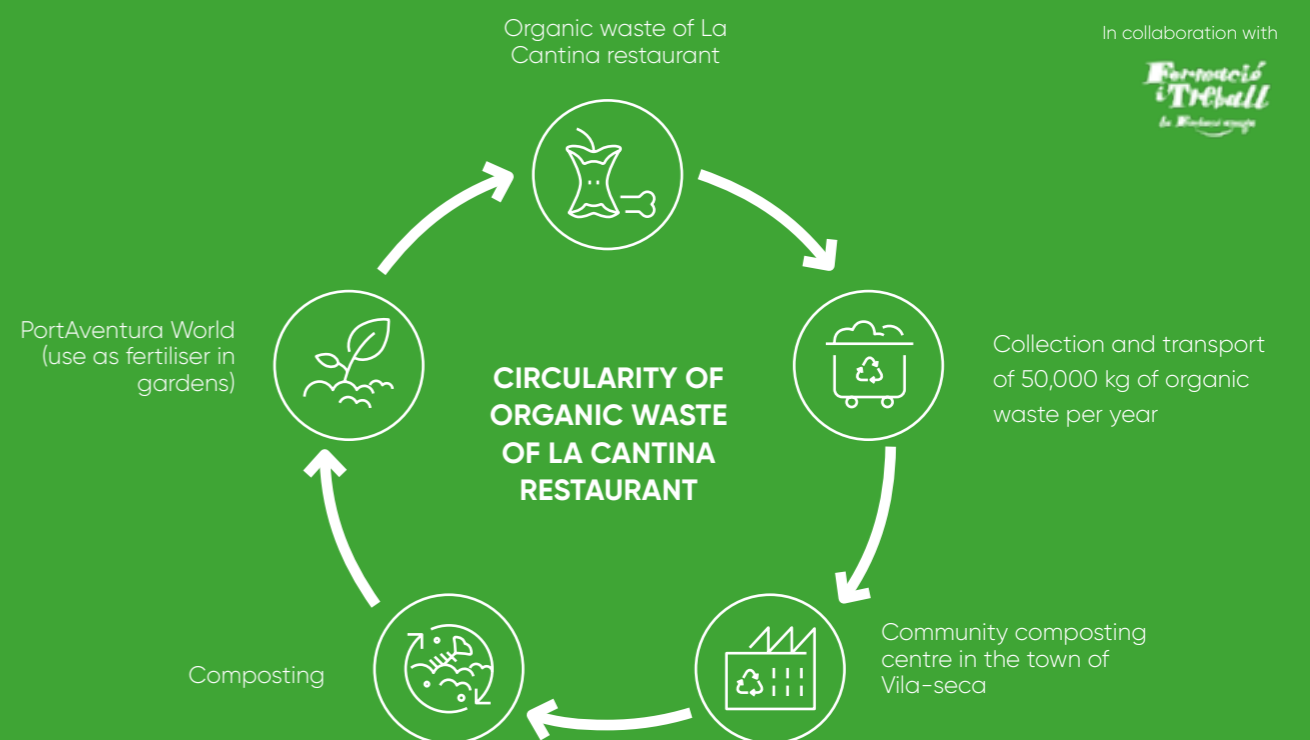 Organic waste of La
Cantina restaurant
In collaboration with
Formació
i Treball
PortAventura World
(use as fertiliser in
gardens)
CIRCULARITY OF
ORGANIC WASTE
OF LA CANTINA
RESTAURANT
Collection and transport
of 50,000 kg of organic
waste per year
Community composting
centre in the town of
Vila-seca
Composting